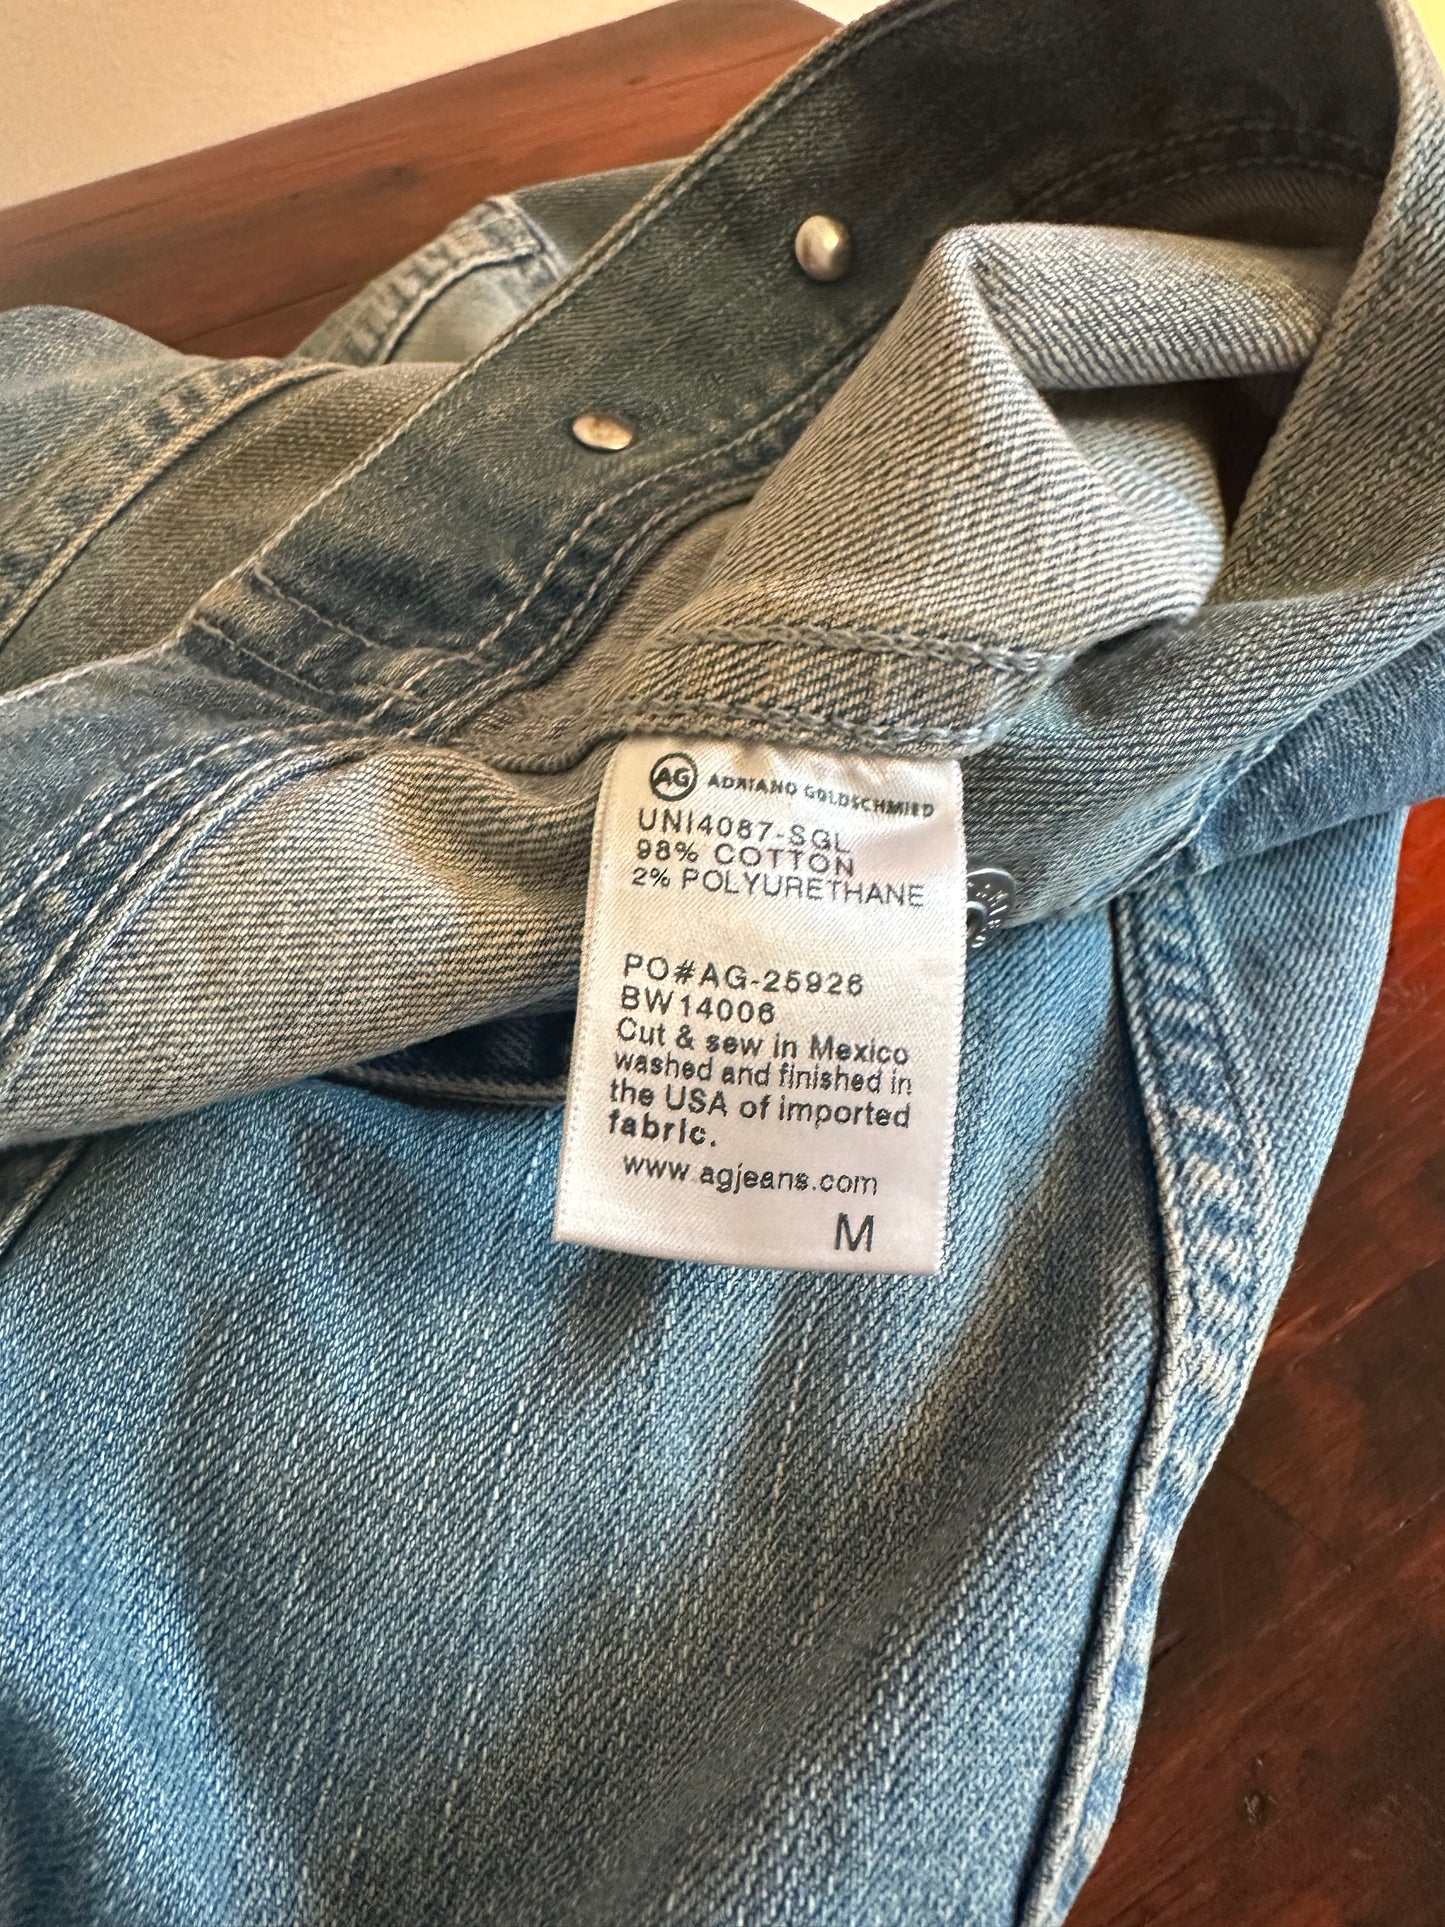 AG ADRIANO GOLDSCHMIED
UNI4087-SGL
98% COTTON
2% POLYURETHANE
PO#AG-25926
BW14006
Cut & sew in Mexico
washed and finished in
the USA of imported
fabric.
www.agjeans.com
M